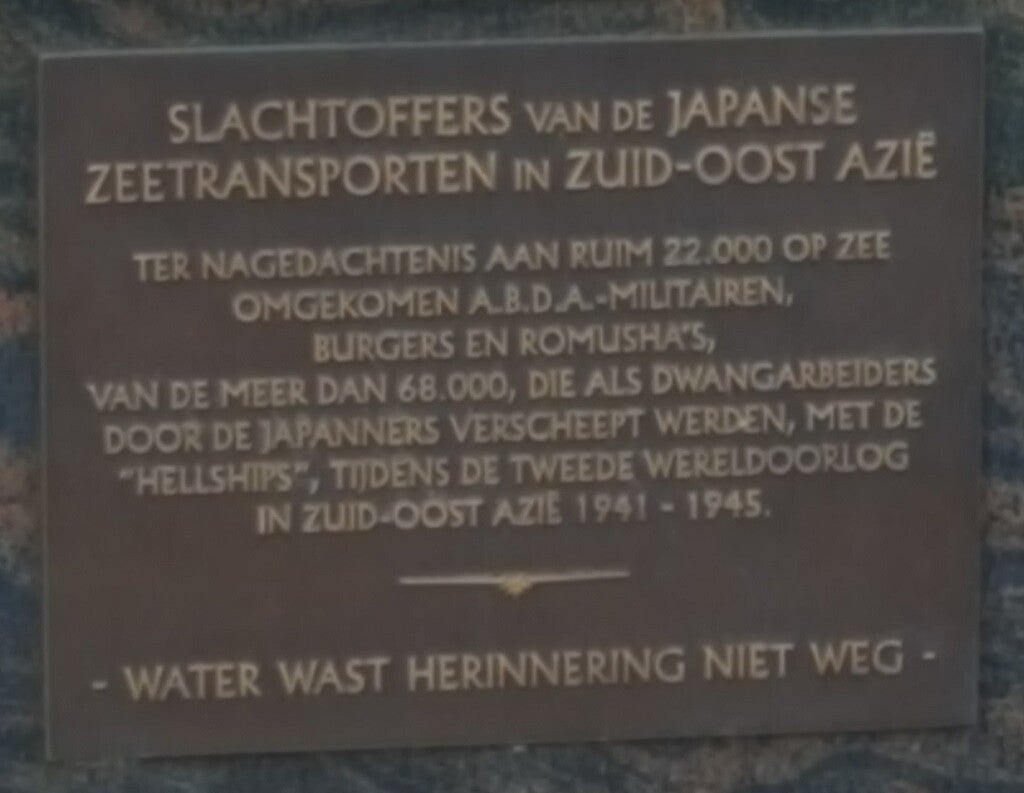 SLACHTOFFERS VAN DE JAPANSE
ZEETRANSPORTEN IN ZUID-OOST AZIË
TER NAGEDACHTENIS AAN RUIM 22.000 OP ZEE
OMGEKOMEN A.B.D.A.-MILITAIREN,
BURGERS EN ROMUSHA'S,
VAN DE MEER DAN 68.000, DIE ALS DWANGARBEIDERS
DOOR DE JAPANNERS VERSCHEEPT WERDEN, MET DE
"HELLSHIPS", TIJDENS DE TWEEDE WERELDOORLOG
IN ZUID-OOST AZIË 1941 - 1945.
- WATER WAST HERINNERING NIET WEG -